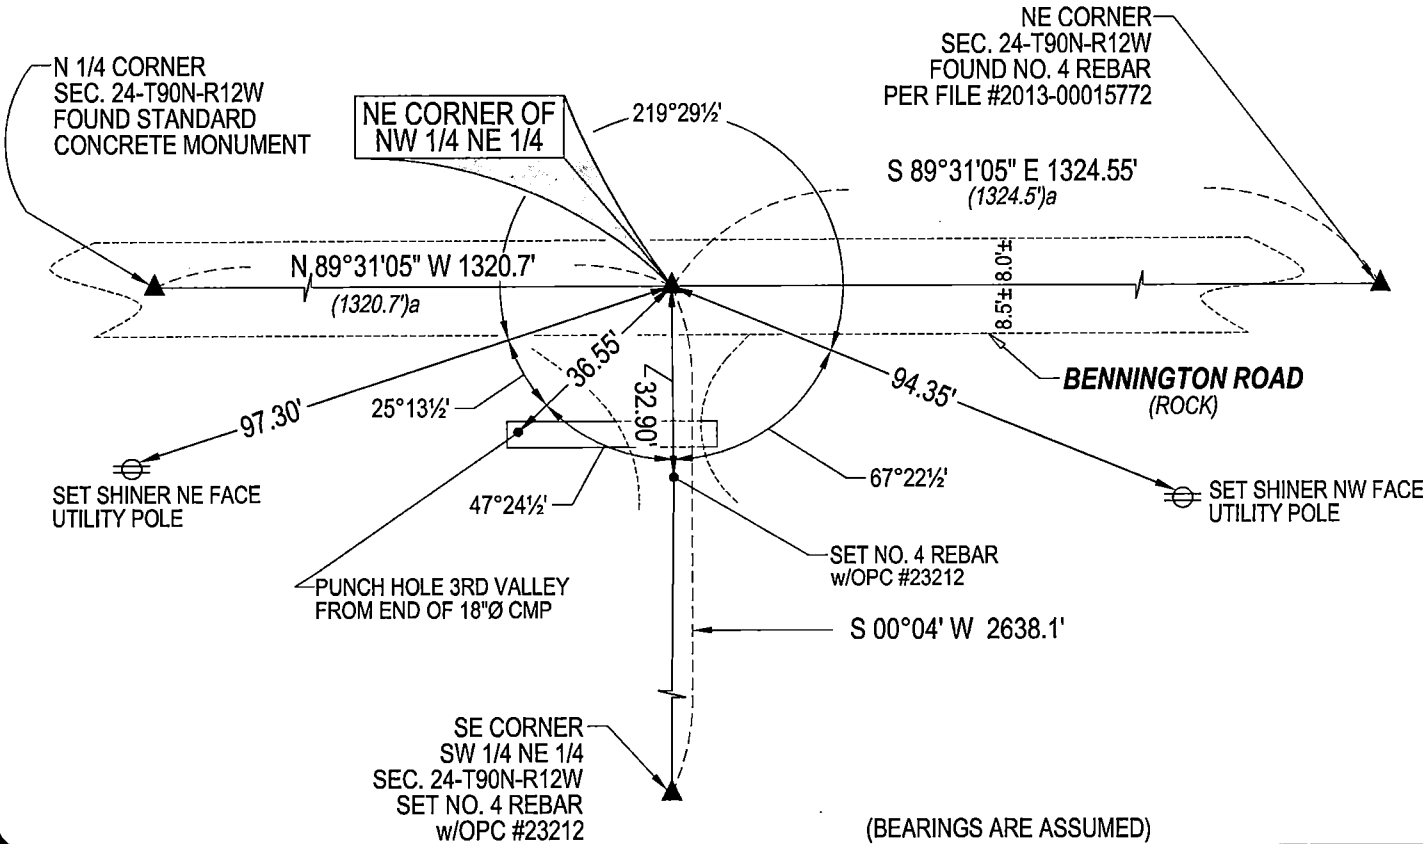 NE CORNER
SEC. 24-T90N-R12W
FOUND NO. 4 REBAR
PER FILE #2013-00015772
N 1/4 CORNER
SEC. 24-T90N-R12W
FOUND STANDARD
CONCRETE MONUMENT
NE CORNER OF
NW 1/4 NE 1/4
219°29½'
S 89°31'05" E 1324.55'
(1324.5')a
N 89°31'05" W 1320.7'
(1320.7')a
8.0'±
8.5'±
36.55'
32.90'
94.35'
97.30'
BENNINGTON ROAD
(ROCK)
25°13½'
47°24½'
67°22½'
SET SHINER NE FACE
UTILITY POLE
SET SHINER NW FACE
UTILITY POLE
SET NO. 4 REBAR
w/OPC #23212
PUNCH HOLE 3RD VALLEY
FROM END OF 18"Ø CMP
S 00°04' W 2638.1'
SE CORNER
SW 1/4 NE 1/4
SEC. 24-T90N-R12W
SET NO. 4 REBAR
w/OPC #23212
(BEARINGS ARE ASSUMED)